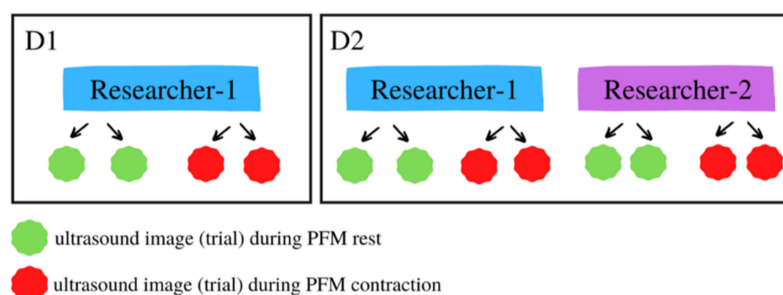 D1
Researcher-1
D2
Researcher-1
Researcher-2
ultrasound image (trial) during PFM rest
ultrasound image (trial) during PFM contraction